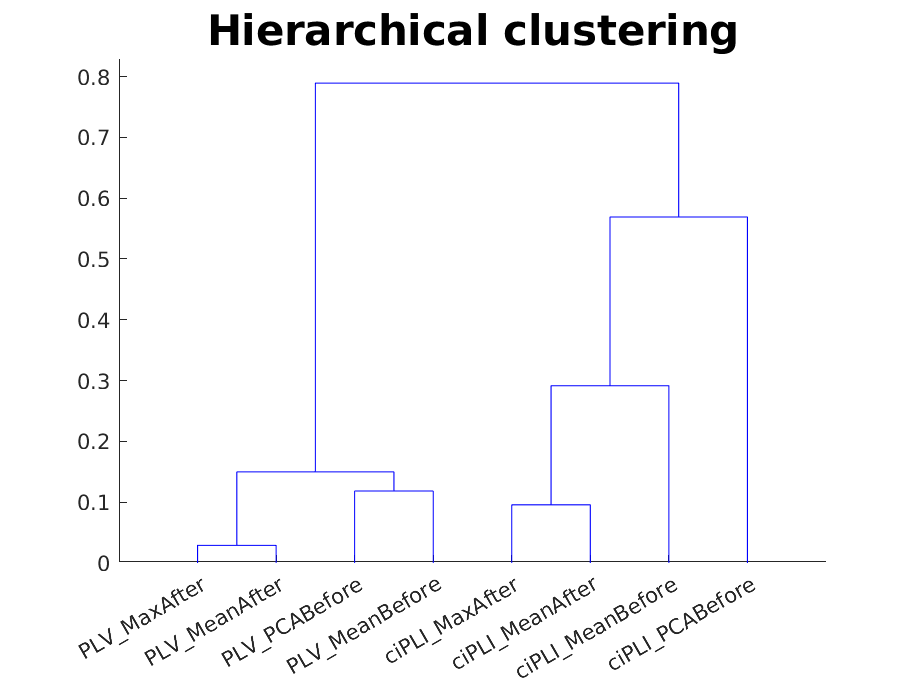 Hierarchical clustering
0.8
0.7
0.6
0.5
0.4
0.3
0.2
0.1
0
PLV_MaxAfter
PLV_MeanAfter
PLV_PCABefore
PLV_MeanBefore
ciPLI_MaxAfter
ciPLI_MeanAfter
ciPLI_MeanBefore
ciPLI_PCABefore